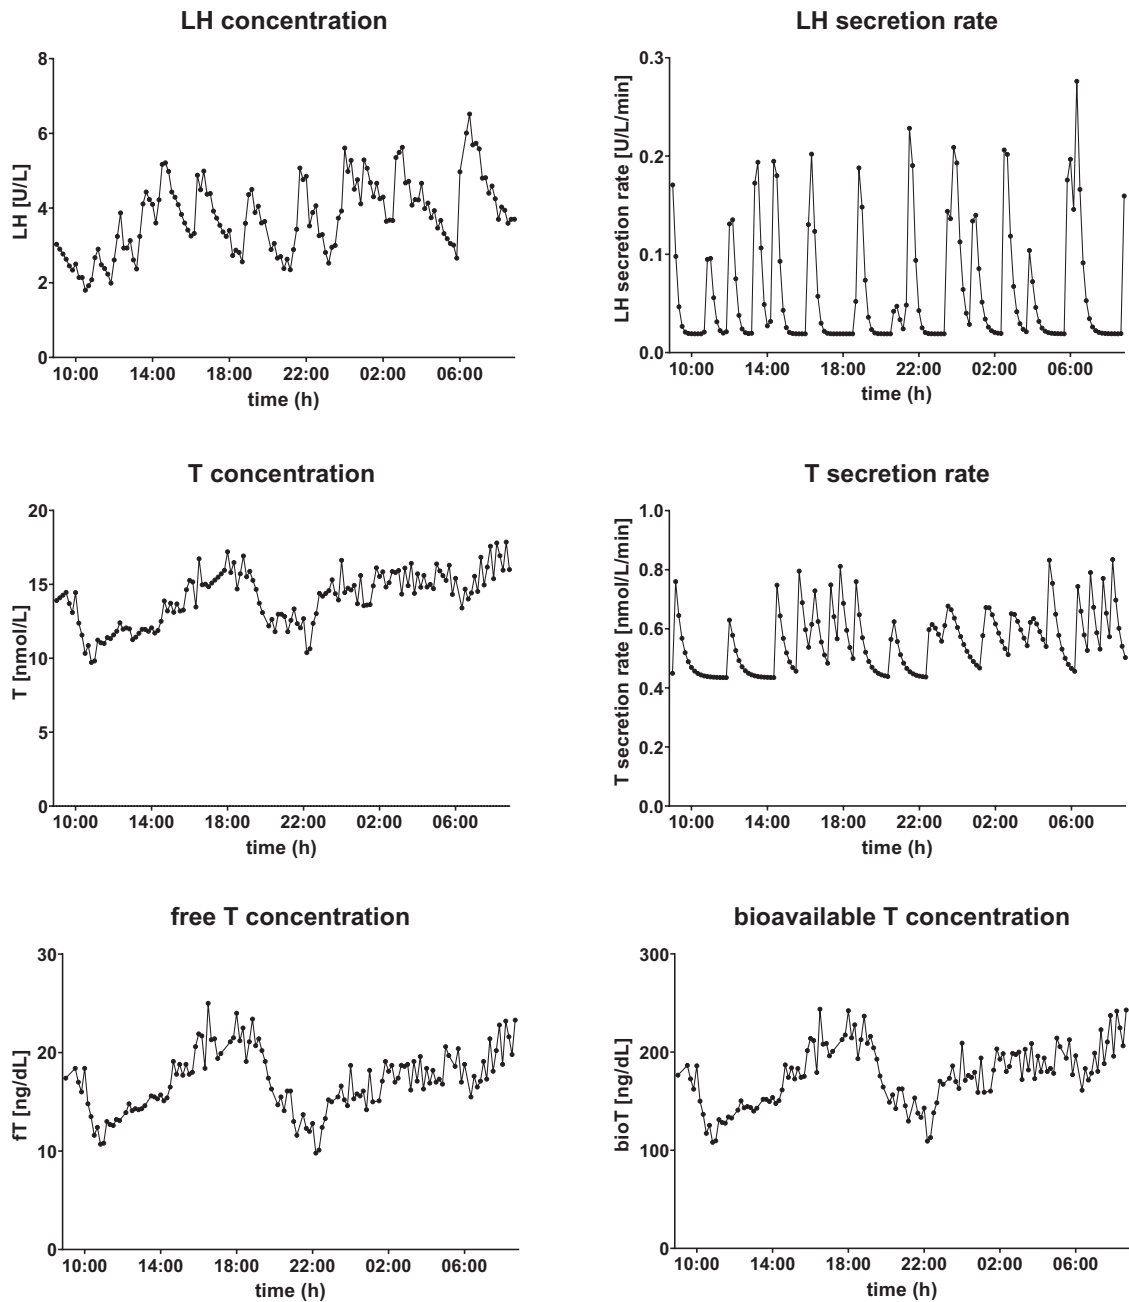 LH concentration
LH [U/L]
8
6
4
2
0
10:00 14:00 18:00 22:00 02:00 06:00
time (h)
LH secretion rate
LH secretion rate [U/L/min]
0.3
0.2
0.1
0.0
10:00 14:00 18:00 22:00 02:00 06:00
time (h)
T concentration
T [nmol/L]
20
15
10
5
0
10:00 14:00 18:00 22:00 02:00 06:00
time (h)
T secretion rate
T secretion rate [nmol/L/min]
1.0
0.8
0.6
0.4
0.2
0.0
10:00 14:00 18:00 22:00 02:00 06:00
time (h)
free T concentration
fT [ng/dL]
30
20
10
0
10:00 14:00 18:00 22:00 02:00 06:00
time (h)
bioavailable T concentration
bioT [ng/dL]
300
200
100
0
10:00 14:00 18:00 22:00 02:00 06:00
time (h)